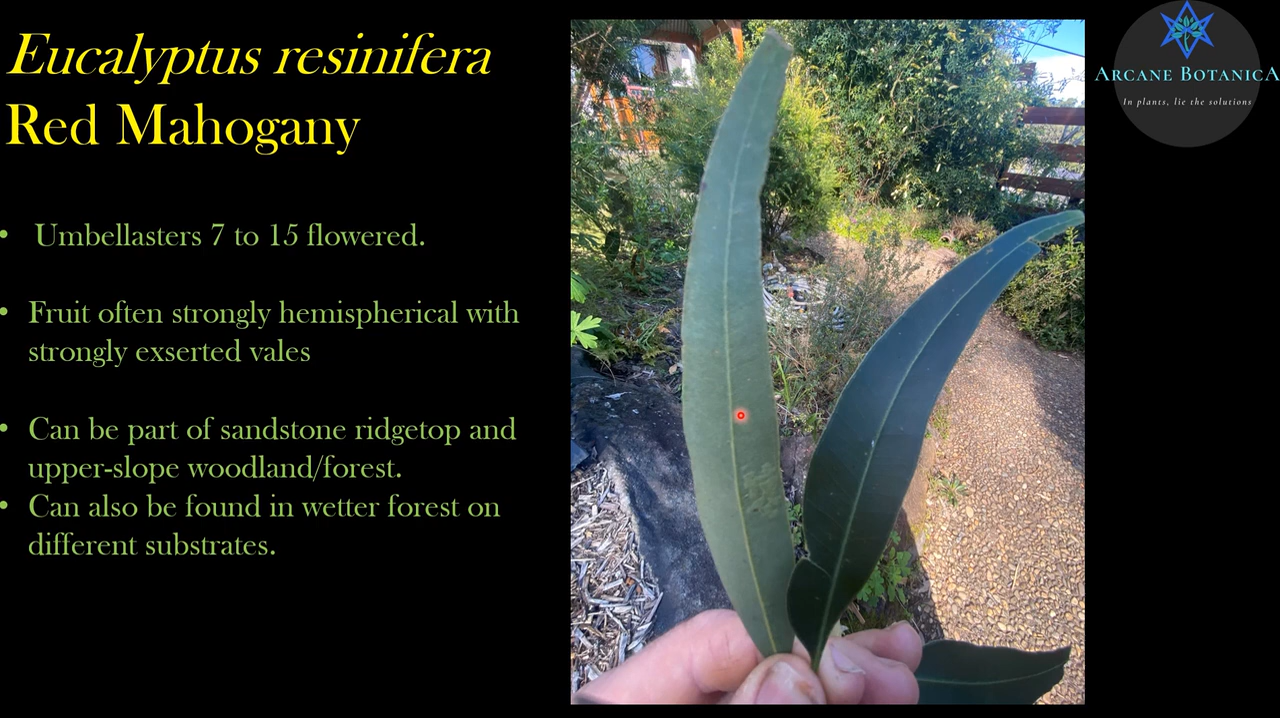 Eucalyptus resinifera
Red Mahogany
ARCANE BOTANICA
In plants, lie the solutions
• Umbellasters 7 to 15 flowered.
• Fruit often strongly hemispherical with
strongly exserted vales
• Can be part of sandstone ridgetop and
upper-slope woodland/forest.
• Can also be found in wetter forest on
different substrates.